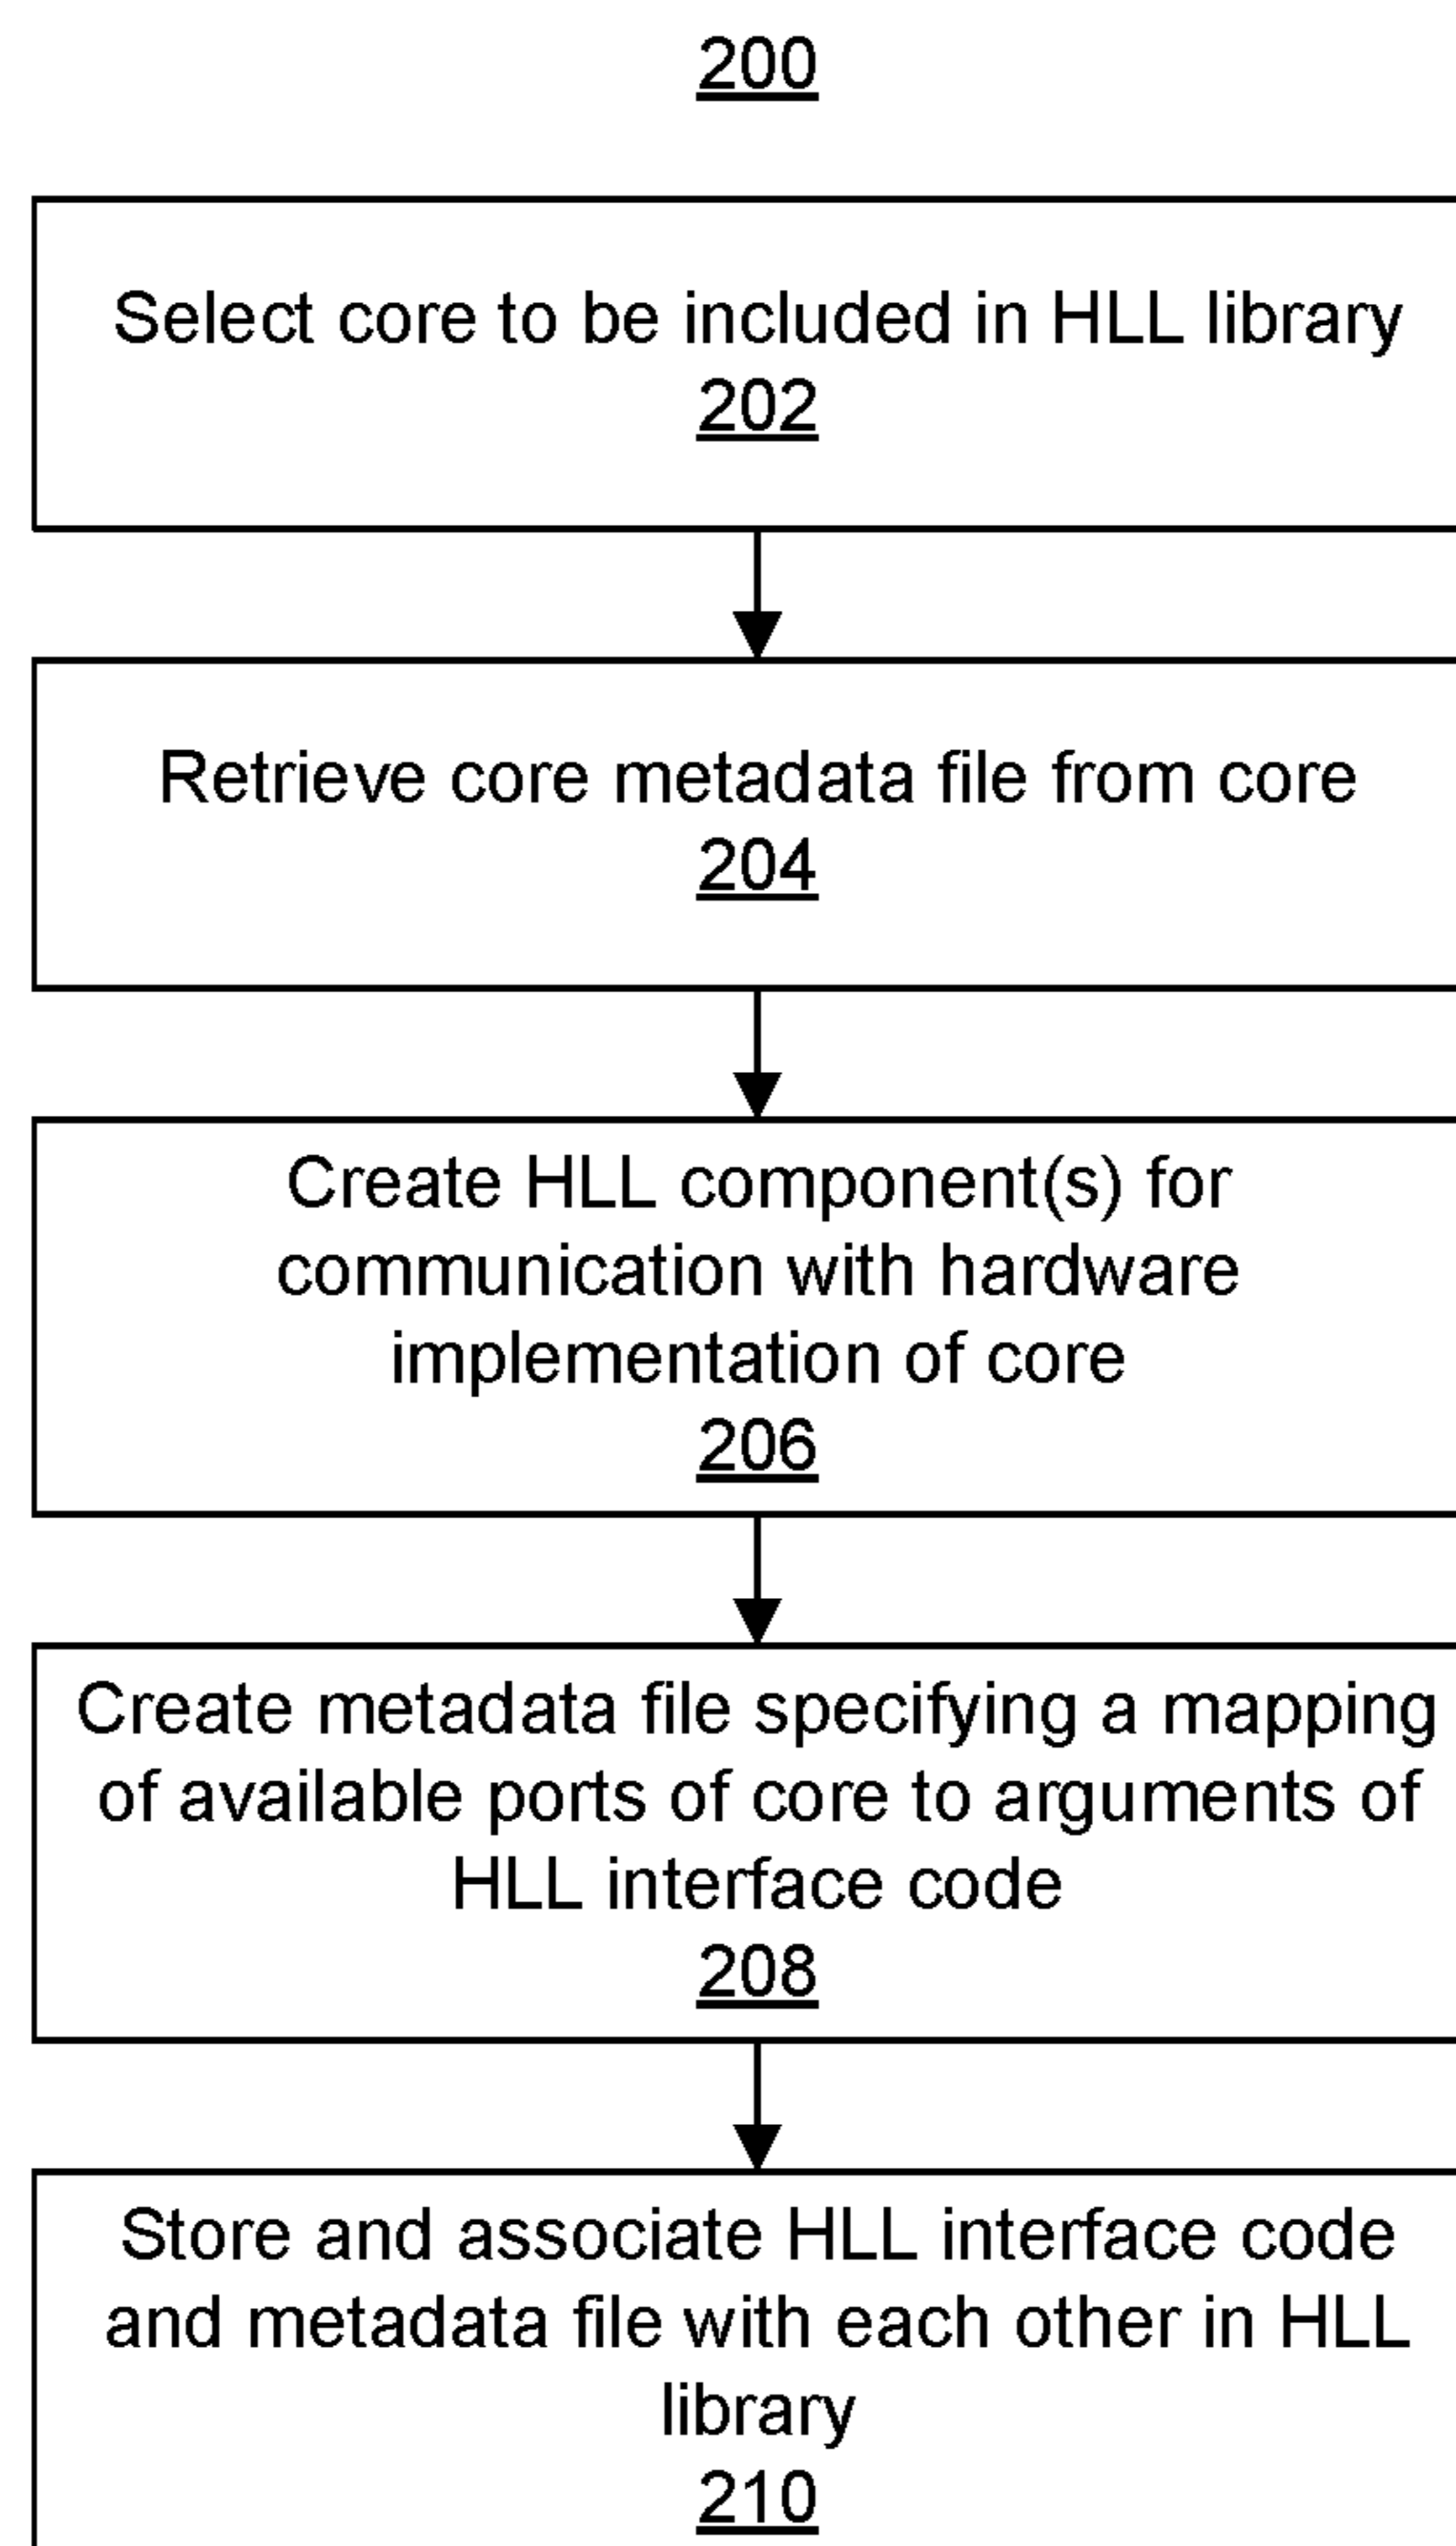 200
Select core to be included in HLL library
202
Retrieve core metadata file from core
204
Create HLL component(s) for
communication with hardware
implementation of core
206
Create metadata file specifying a mapping
of available ports of core to arguments of
HLL interface code
208
Store and associate HLL interface code
and metadata file with each other in HLL
library
210